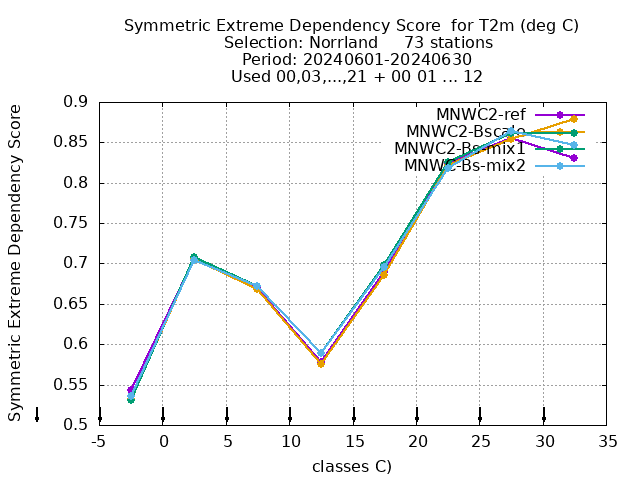 Symmetric Extreme Dependency Score  for T2m (deg C)
Selection: Norrland     73 stations
Period: 20240601-20240630
Used 00,03,...,21 + 00 01 ... 12
Symmetric Extreme Dependency Score
0.9
0.85
0.8
0.75
0.7
0.65
0.6
0.55
0.5
MNWC2-ref
MNWC2-Bscale
MNWC2-Bs-mix1
MNWC-Bs-mix2
-5 0 5 10 15 20 25 30 35
classes C)